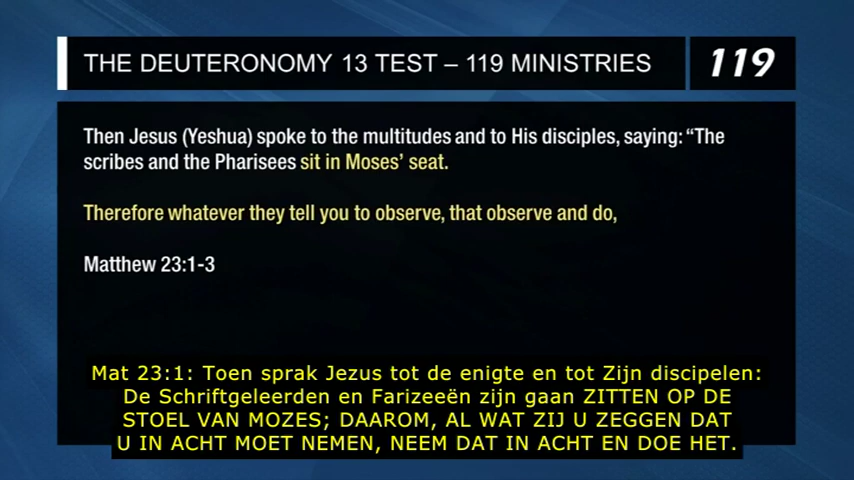 THE DEUTERONOMY 13 TEST – 119 MINISTRIES
119
Then Jesus (Yeshua) spoke to the multitudes and to His disciples, saying: “The
scribes and the Pharisees sit in Moses’ seat.
Therefore whatever they tell you to observe, that observe and do,
Matthew 23:1-3
Mat 23:1: Toen sprak Jezus tot de enigte en tot Zijn discipelen:
De Schriftgeleerden en Farizeeën zijn gaan ZITTEN OP DE
STOEL VAN MOZES; DAAROM, AL WAT ZIJ U ZEGGEN DAT
U IN ACHT MOET NEMEN, NEEM DAT IN ACHT EN DOE HET.